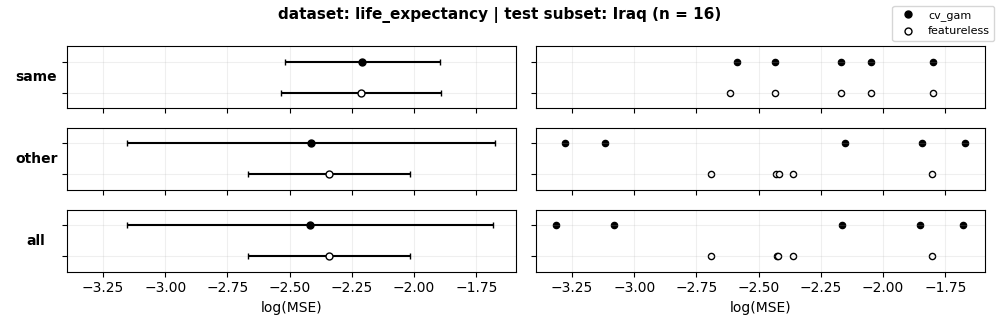 dataset: life_expectancy | test subset: Iraq (n = 16)
cv_gam
featureless
same
other
all
−3.25 −3.00 −2.75 −2.50 −2.25 −2.00 −1.75
−3.25 −3.00 −2.75 −2.50 −2.25 −2.00 −1.75
log(MSE)
log(MSE)